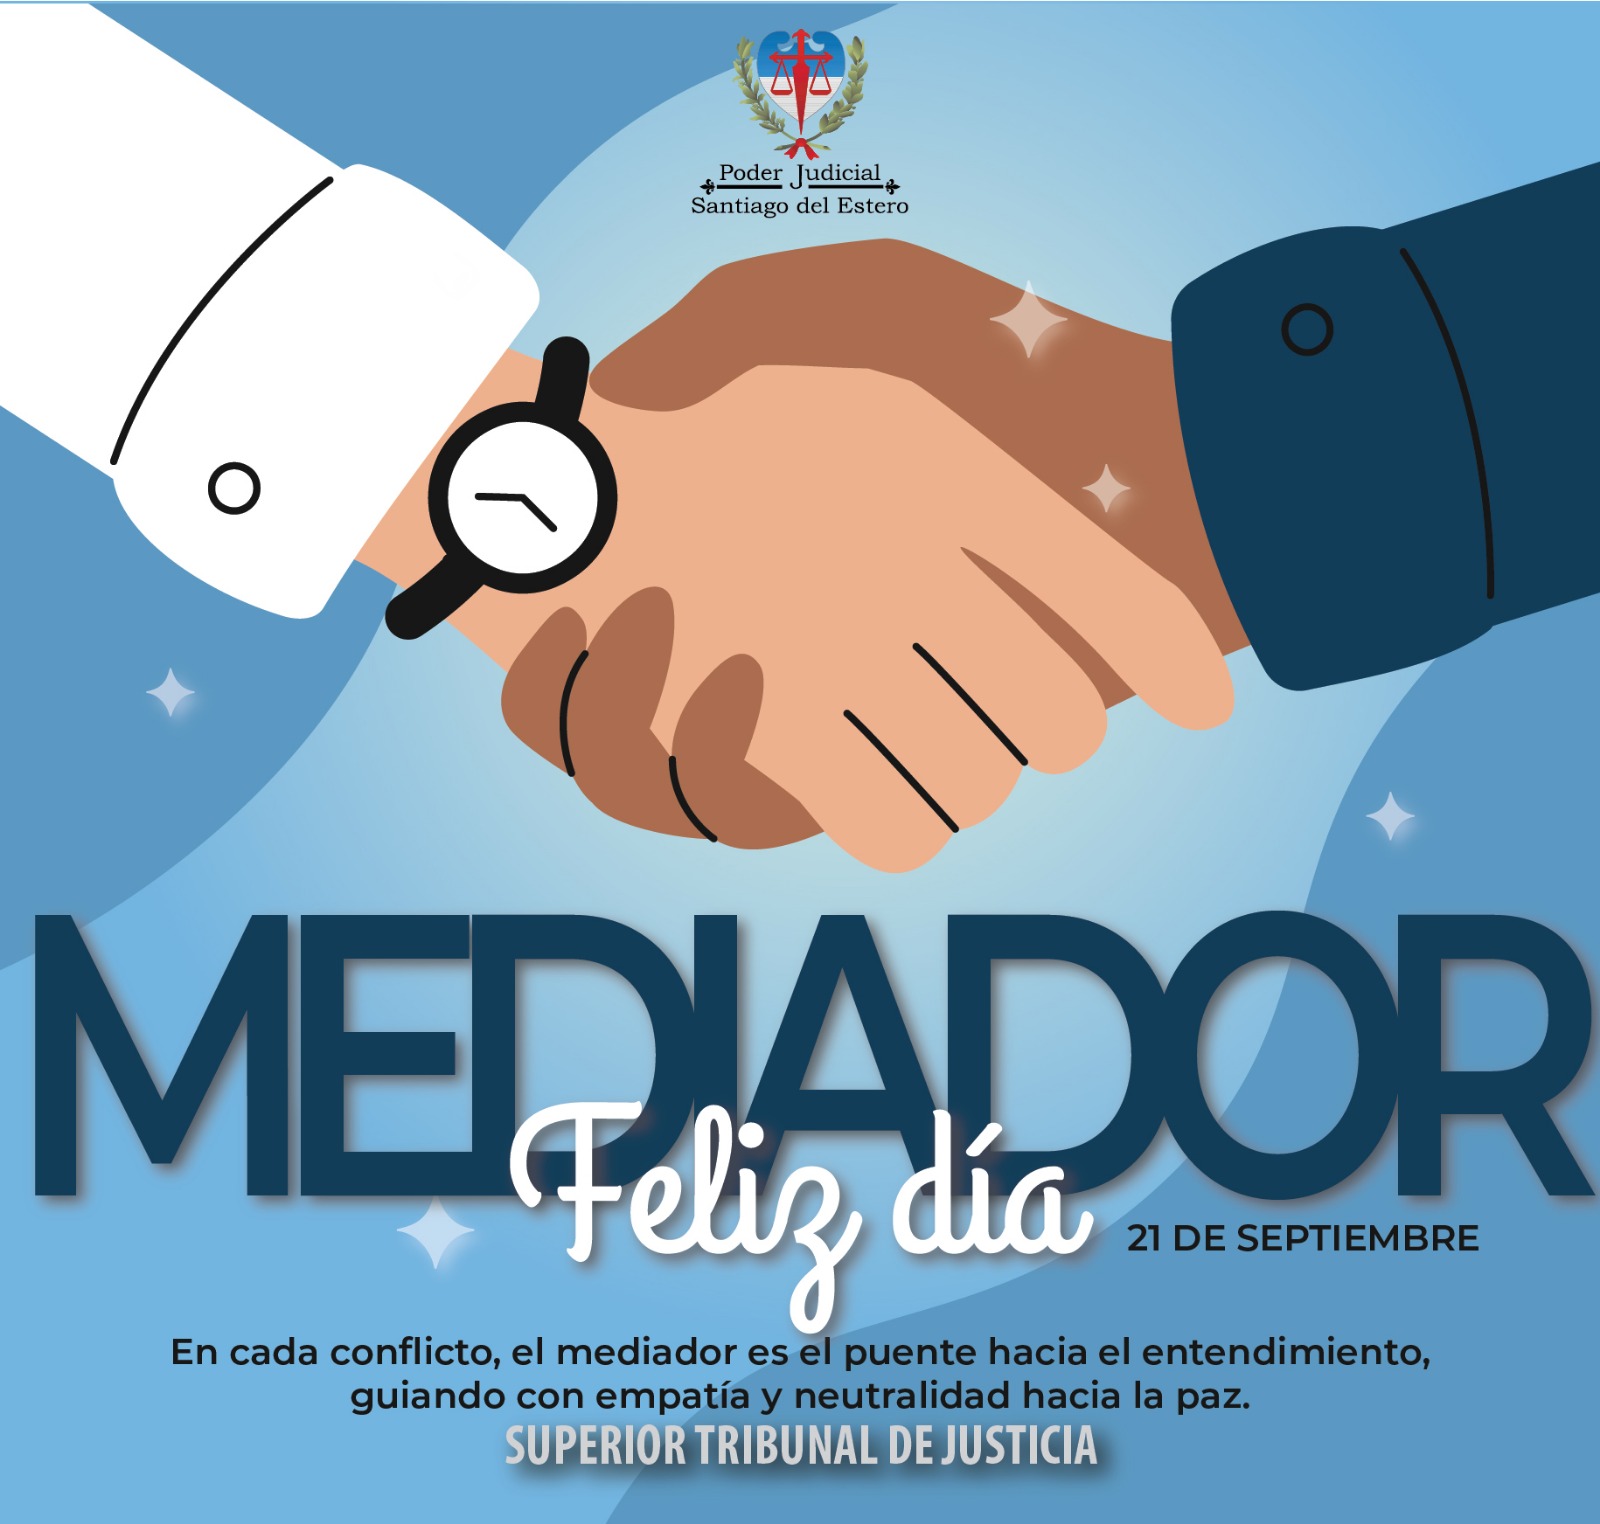 Poder Judicial
Santiago del Estero
MEDIADOR
Feliz día
21 DE SEPTIEMBRE
En cada conflicto, el mediador es el puente hacia el entendimiento,
guiando con empatía y neutralidad hacia la paz.
SUPERIOR TRIBUNAL DE JUSTICIA